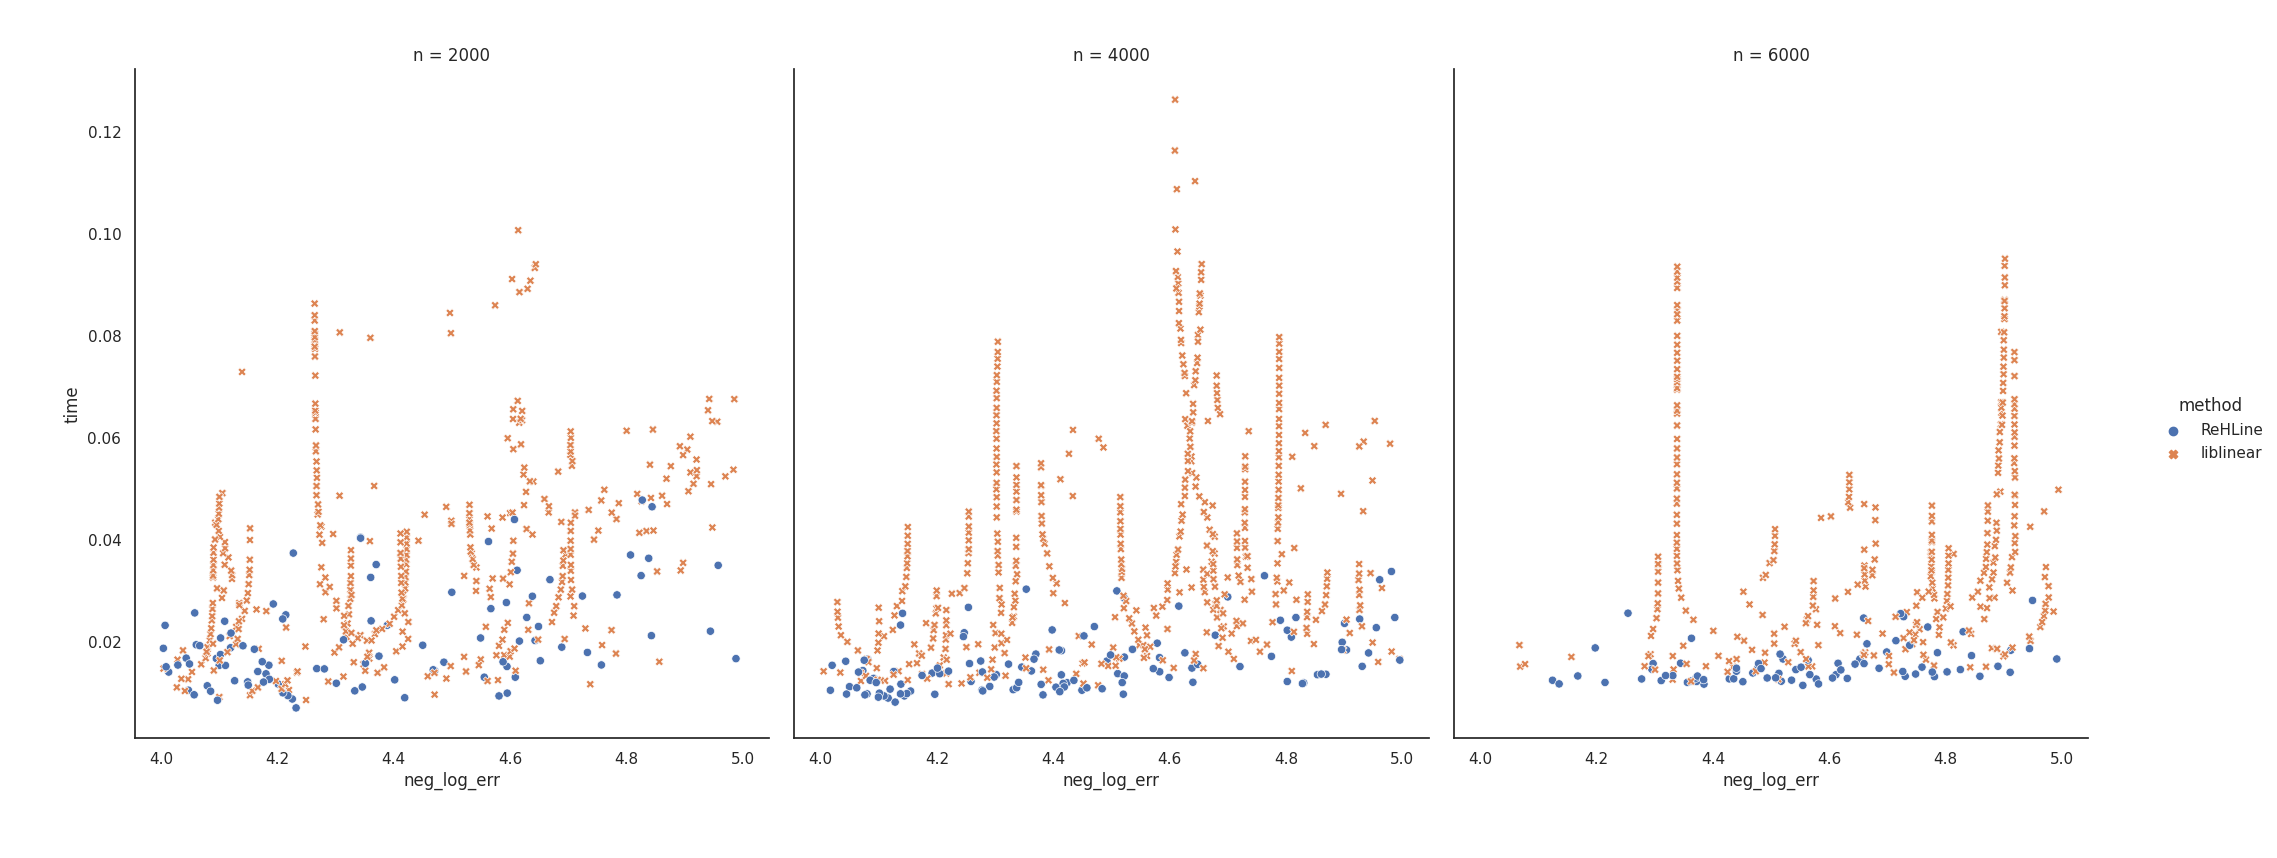 n = 2000
n = 4000
n = 6000
time
0.12
0.10
0.08
0.06
0.04
0.02
4.0 4.2 4.4 4.6 4.8 5.0
4.0 4.2 4.4 4.6 4.8 5.0
4.0 4.2 4.4 4.6 4.8 5.0
neg_log_err
neg_log_err
neg_log_err
method
ReHLine
liblinear